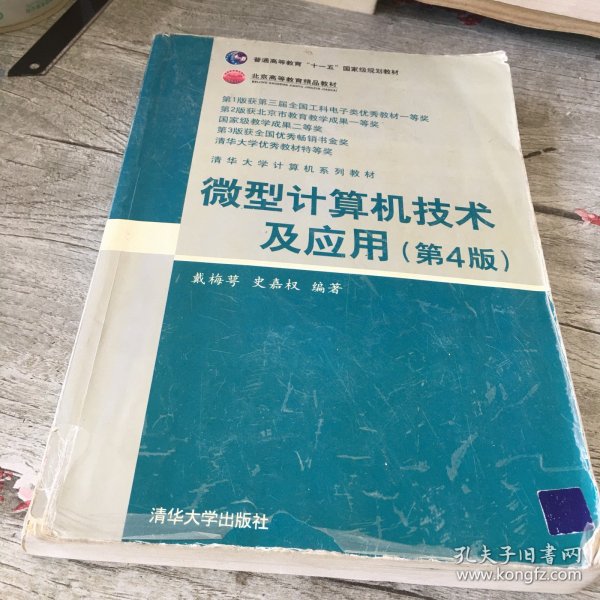 普通高等教育"十一五"国家级规划教材
北京高等教育精品教材
第1版获第三届全国工科电子类优秀教材一等奖
第2版获北京市教育教学成果一等奖
国家级教学成果二等奖
第3版获全国优秀畅销书金奖
清华大学优秀教材特等奖
清华大学计算机系列教材
微型计算机技术
及应用(第4版)
戴梅萼 史嘉权 编著
清华大学出版社
孔夫子旧书网
www.kongfz.com